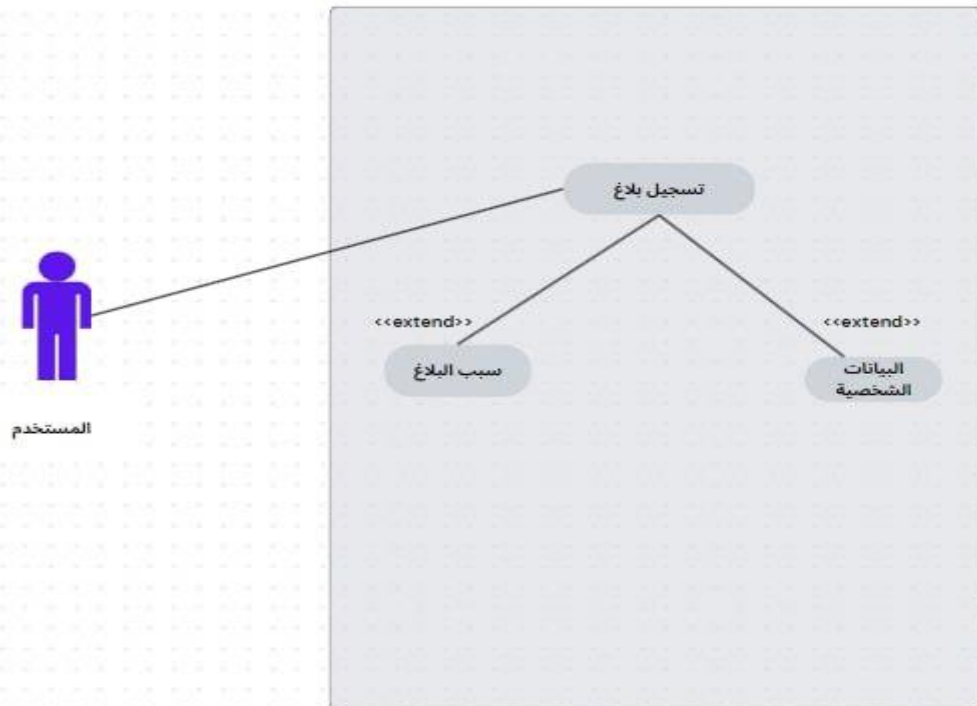 تسجيل بلاغ
<<extend>>
<<extend>>
سبب البلاغ
البيانات
الشخصية
المستخدم